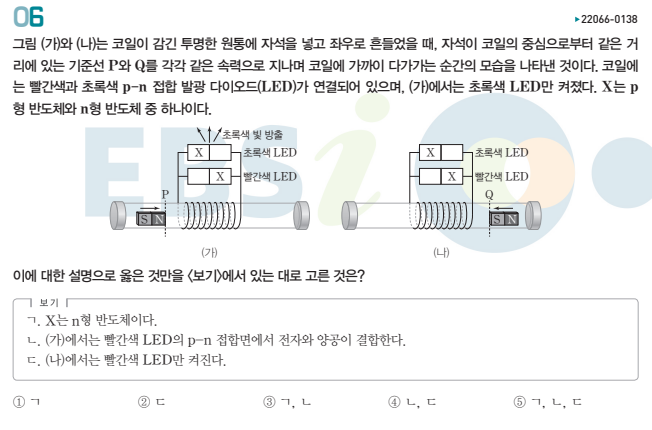 06
▶22066-0138
그림 (가)와 (나)는 코일이 감긴 투명한 원통에 자석을 넣고 좌우로 흔들었을 때, 자석이 코일의 중심으로부터 같은 거
리에 있는 기준선 P와 Q를 각각 같은 속력으로 지나며 코일에 가까이 다가가는 순간의 모습을 나타낸 것이다. 코일에
는 빨간색과 초록색 p-n 접합 발광 다이오드(LED)가 연결되어 있으며, (가)에서는 초록색 LED만 켜졌다. X는 p
형 반도체와 n형 반도체 중 하나이다.
EBSi
초록색 빛 방출
X 초록색 LED
X 빨간색 LED
P
S N
(가)
X 초록색 LED
X 빨간색 LED
Q
S N
(나)
이에 대한 설명으로 옳은 것만을 <보기>에서 있는 대로 고른 것은?
보기
ㄱ. X는 n형 반도체이다.
ㄴ. (가)에서는 빨간색 LED의 p-n 접합면에서 전자와 양공이 결합한다.
ㄷ. (나)에서는 빨간색 LED만 켜진다.
① ㄱ ② ㄷ ③ ㄱ, ㄴ ④ ㄴ, ㄷ ⑤ ㄱ, ㄴ, ㄷ